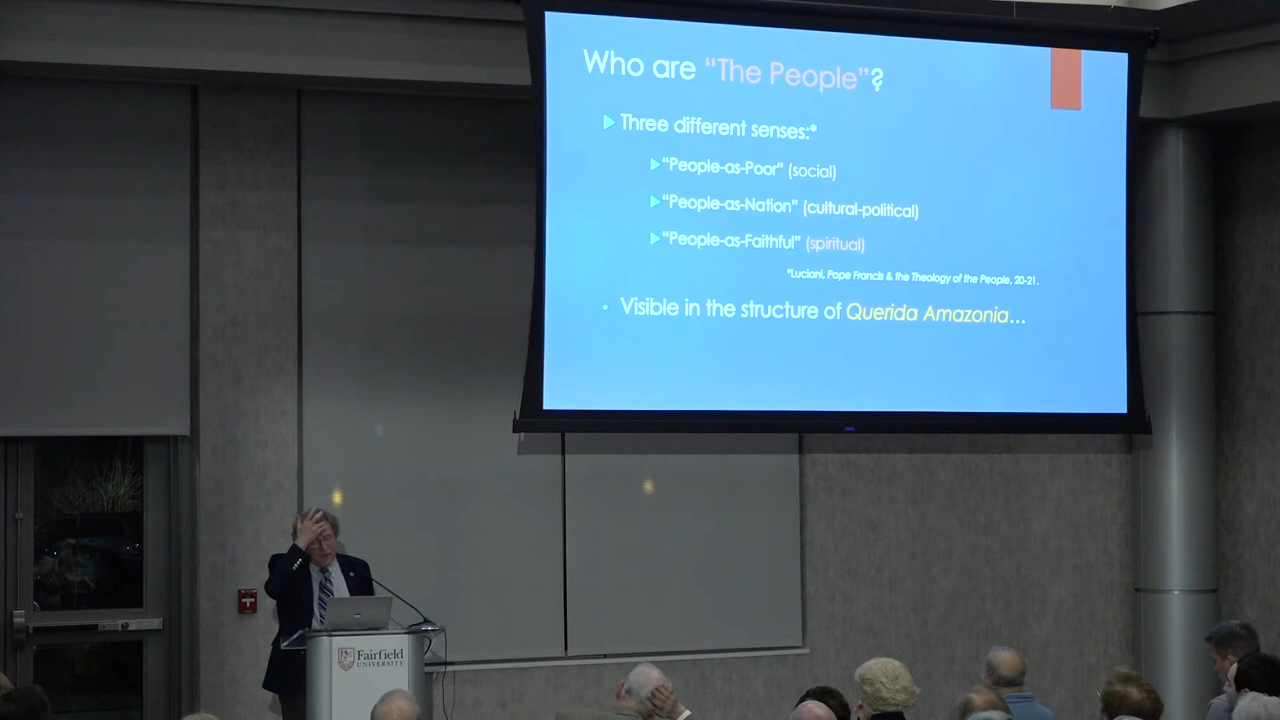 Who are “The People”?
Three different senses:*
“People-as-Poor” (social)
“People-as-Nation” (cultural-political)
“People-as-Faithful” (spiritual)
*Luciani, Pope Francis & the Theology of the People, 20-21.
Visible in the structure of Querida Amazonia...
Fairfield
UNIVERSITY